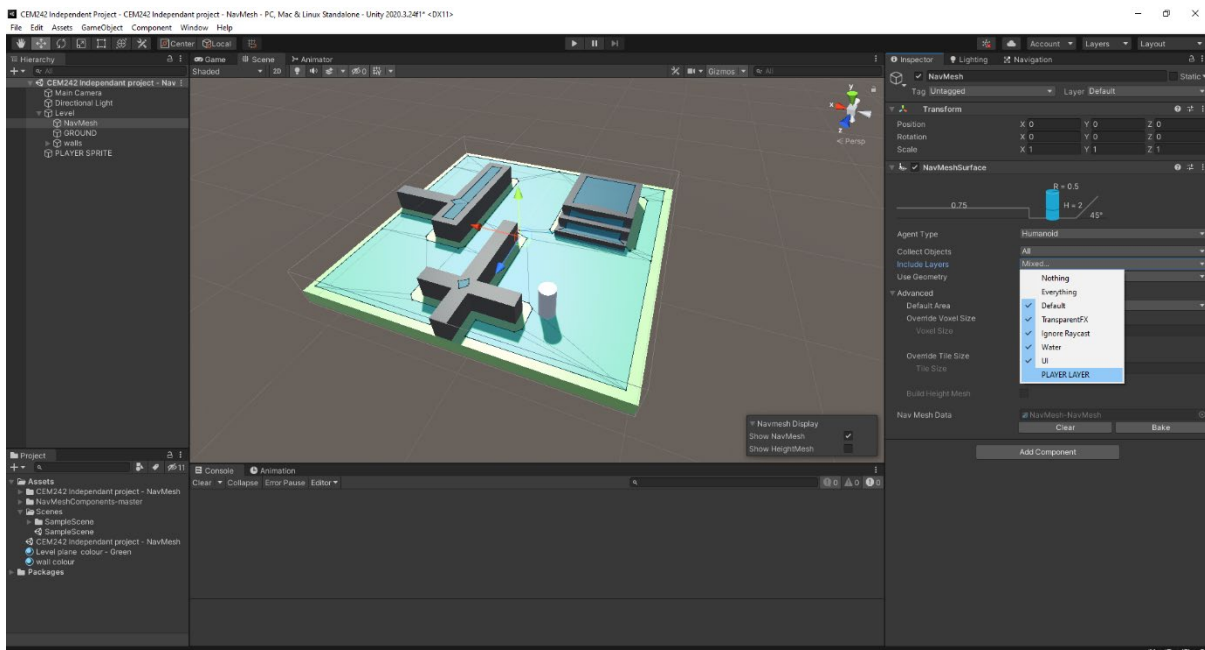 CEM242 Independent Project - CEM242 Independant project - NavMesh - PC, Mac & Linux Standalone - Unity 2020.3.24f1* <DX11>
File Edit Assets GameObject Component Window Help
Center Local
Account Layers Layout
Hierarchy
All
CEM242 Independant project - Nav
Main Camera
Directional Light
Level
NavMesh
GROUND
walls
PLAYER SPRITE
Game Scene Animator
Shaded 2D 0 Gizmos All
y
x
z
Persp
Navmesh Display
Show NavMesh
Show HeightMesh
Inspector Lighting Navigation
NavMesh Static
Tag Untagged Layer Default
Transform
Position X 0 Y 0 Z 0
Rotation X 0 Y 0 Z 0
Scale X 1 Y 1 Z 1
NavMeshSurface
R = 0.5
0.75 H = 2
45°
Agent Type Humanoid
Collect Objects All
Include Layers Mixed...
Use Geometry
Nothing
Everything
Default
TransparentFX
Ignore Raycast
Water
UI
PLAYER LAYER
Advanced
Default Area
Override Voxel Size
Voxel Size
Override Tile Size
Tile Size
Build Height Mesh
Nav Mesh Data NavMesh-NavMesh
Clear Bake
Add Component
Project
11
Assets
CEM242 Independant project - NavMesh
NavMeshComponents-master
Scenes
SampleScene
SampleScene
CEM242 Independant project - NavMesh
Level plane colour - Green
wall colour
Packages
Console Animation
Clear Collapse Error Pause Editor 0 0 0